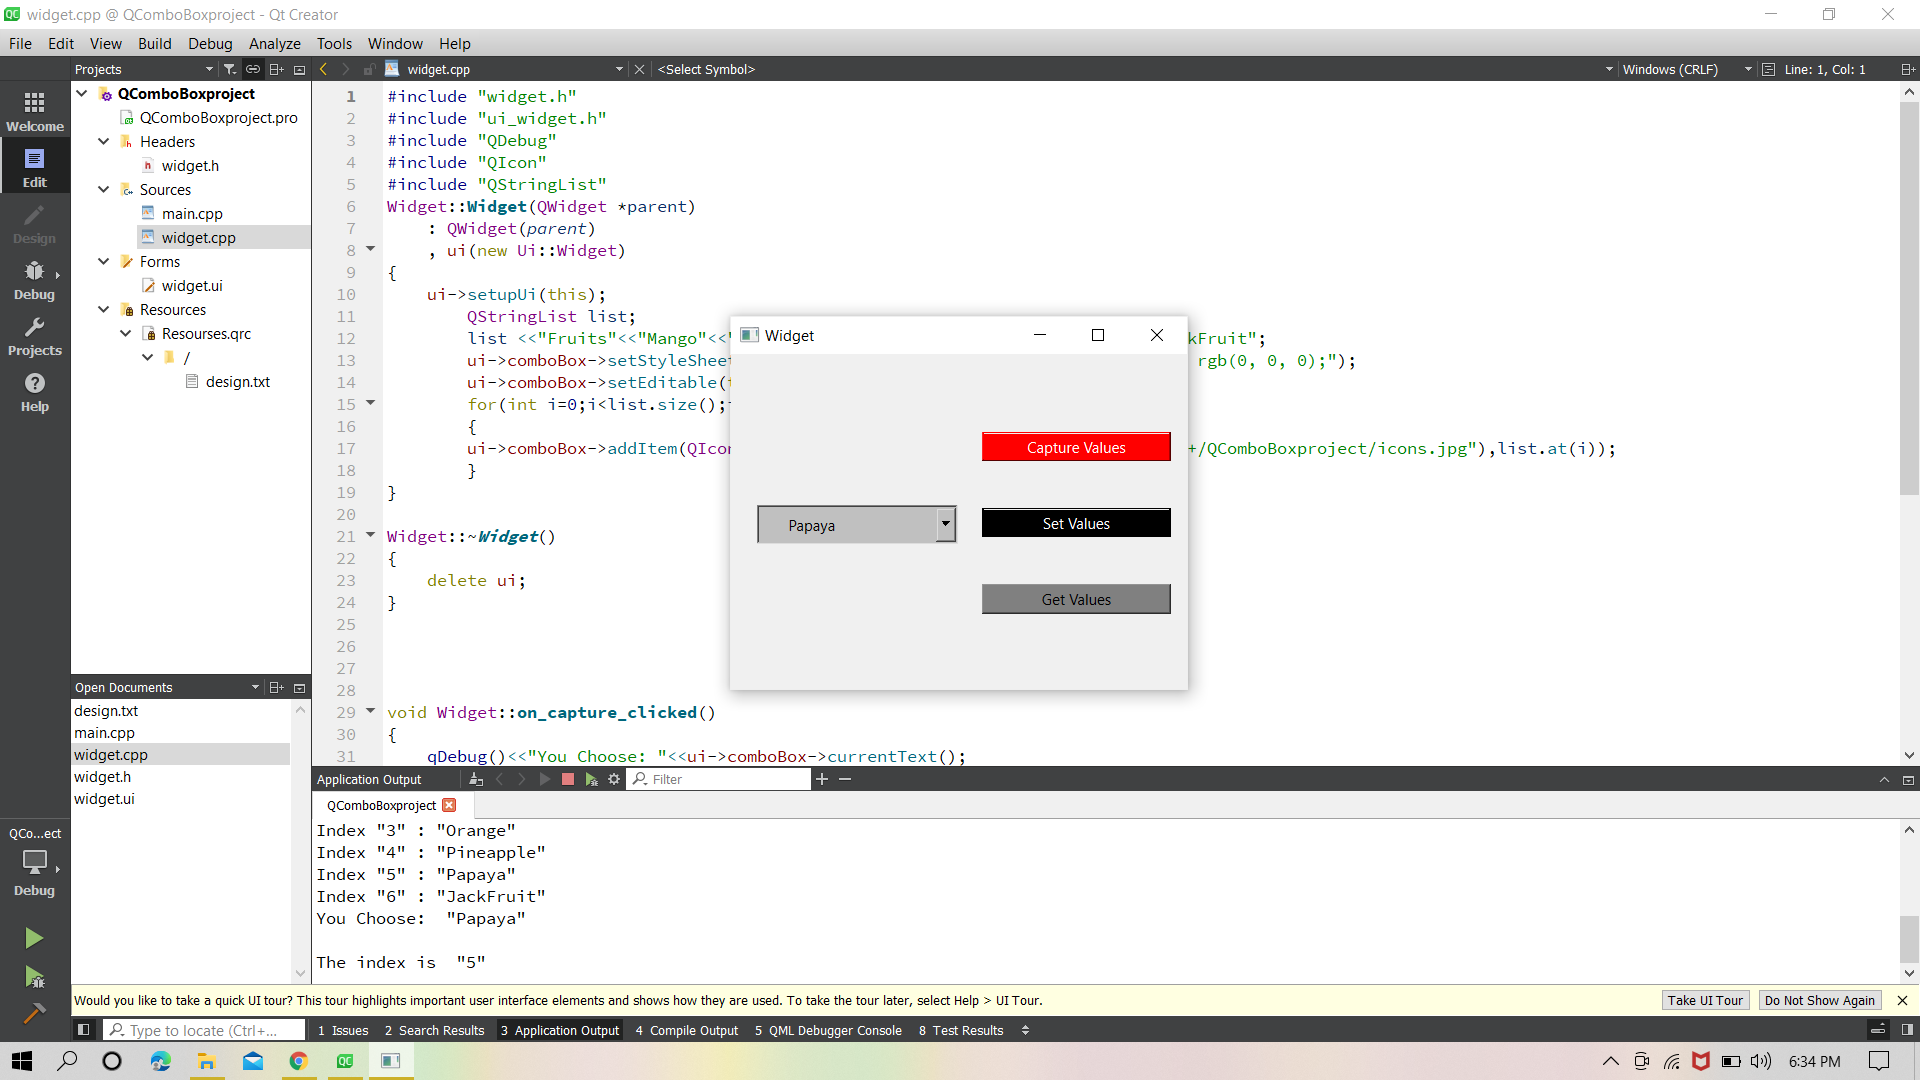 widget.cpp @ QComboBoxproject - Qt Creator
File Edit View Build Debug Analyze Tools Window Help
Projects
widget.cpp
<Select Symbol>
Windows (CRLF)
Line: 1, Col: 1
Welcome
Edit
Design
Debug
Projects
Help
QComboBoxproject
QComboBoxproject.pro
Headers
widget.h
Sources
main.cpp
widget.cpp
Forms
widget.ui
Resources
Resourses.qrc
/
design.txt
1 #include "widget.h"
2 #include "ui_widget.h"
3 #include "QDebug"
4 #include "QIcon"
5 #include "QStringList"
6 Widget::Widget(QWidget *parent)
7 : QWidget(parent)
8 , ui(new Ui::Widget)
9 {
10 ui->setupUi(this);
11 QStringList list;
12 list <<"Fruits"<<"Mango"<<" kFruit";
13 ui->comboBox->setStyleShee rgb(0, 0, 0);");
14 ui->comboBox->setEditable(
15 for(int i=0;i<list.size();
16 {
17 ui->comboBox->addItem(QIco +/QComboBoxproject/icons.jpg"),list.at(i));
18 }
19 }
20
21 Widget::~Widget()
22 {
23 delete ui;
24 }
25
26
27
28
29 void Widget::on_capture_clicked()
30 {
31 qDebug()<<"You Choose: "<<ui->comboBox->currentText();
Widget
Capture Values
Papaya
Set Values
Get Values
Open Documents
design.txt
main.cpp
widget.cpp
widget.h
widget.ui
QCo...ect
Debug
Application Output
Filter
QComboBoxproject
Index "3" : "Orange"
Index "4" : "Pineapple"
Index "5" : "Papaya"
Index "6" : "JackFruit"
You Choose:  "Papaya"
The index is  "5"
Would you like to take a quick UI tour? This tour highlights important user interface elements and shows how they are used. To take the tour later, select Help > UI Tour.
Take UI Tour
Do Not Show Again
Type to locate (Ctrl+...
1 Issues 2 Search Results 3 Application Output 4 Compile Output 5 QML Debugger Console 8 Test Results
6:34 PM